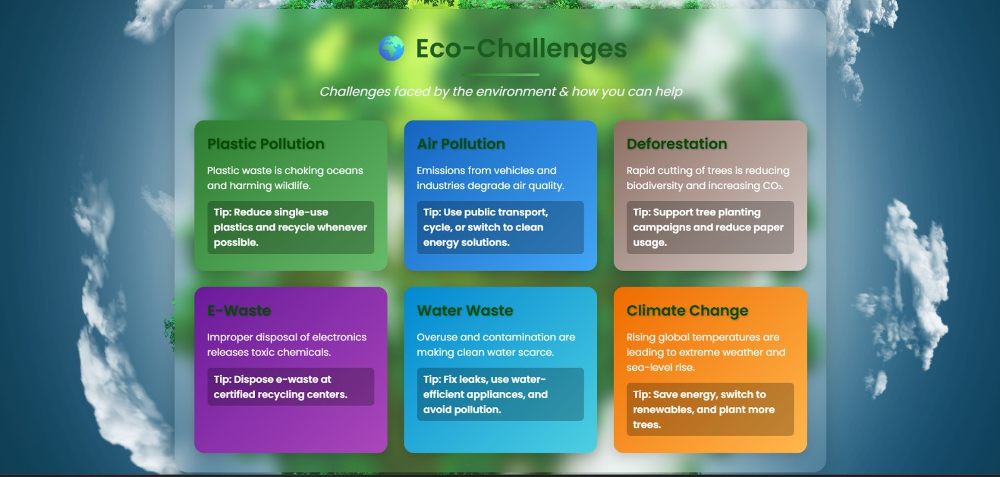 Eco-Challenges
Challenges faced by the environment & how you can help
Plastic Pollution
Plastic waste is choking oceans
and harming wildlife.
Tip: Reduce single-use
plastics and recycle whenever
possible.
Air Pollution
Emissions from vehicles and
industries degrade air quality.
Tip: Use public transport,
cycle, or switch to clean
energy solutions.
Deforestation
Rapid cutting of trees is reducing
biodiversity and increasing CO₂.
Tip: Support tree planting
campaigns and reduce paper
usage.
E-Waste
Improper disposal of electronics
releases toxic chemicals.
Tip: Dispose e-waste at
certified recycling centers.
Water Waste
Overuse and contamination are
making clean water scarce.
Tip: Fix leaks, use water-
efficient appliances, and
avoid pollution.
Climate Change
Rising global temperatures are
leading to extreme weather and
sea-level rise.
Tip: Save energy, switch to
renewables, and plant more
trees.